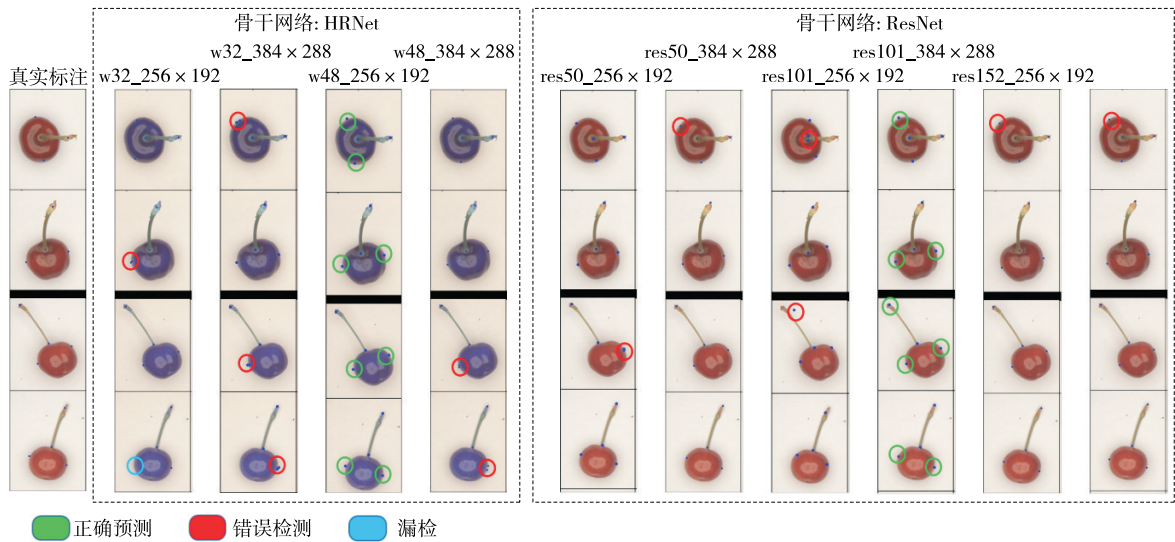 骨干网络: HRNet
骨干网络: ResNet
w32_384 × 288
w48_384 × 288
res50_384 × 288
res101_384 × 288
真实标注
w32_256 × 192
w48_256 × 192
res50_256 × 192
res101_256 × 192
res152_256 × 192
正确预测
错误检测
漏检